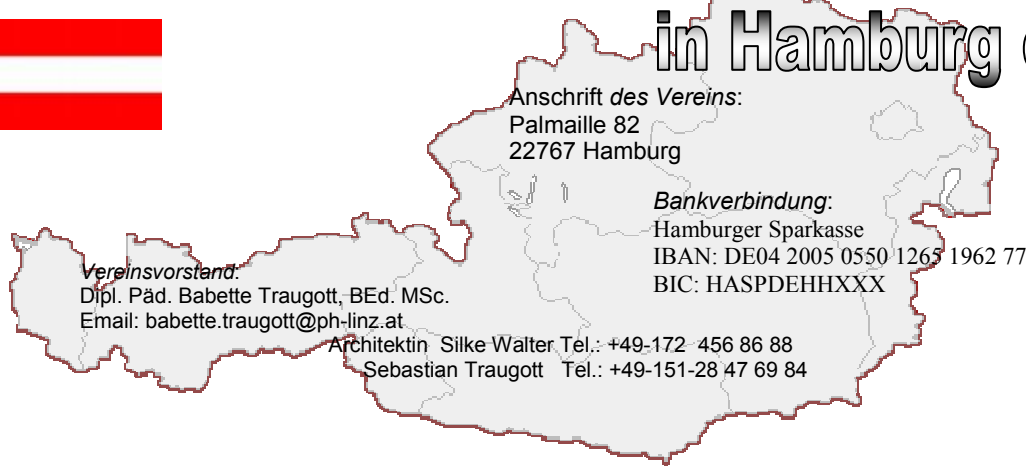 in Hamburg
Anschrift des Vereins:
Palmaille 82
22767 Hamburg
Bankverbindung:
Hamburger Sparkasse
IBAN: DE04 2005 0550 1265 1962 77
BIC: HASPDEHHXXX
Vereinsvorstand:
Dipl. Päd. Babette Traugott, BEd. MSc.
Email: babette.traugott@ph-linz.at
Architektin Silke Walter Tel.: +49-172 456 86 88
Sebastian Traugott Tel.: +49-151-28 47 69 84